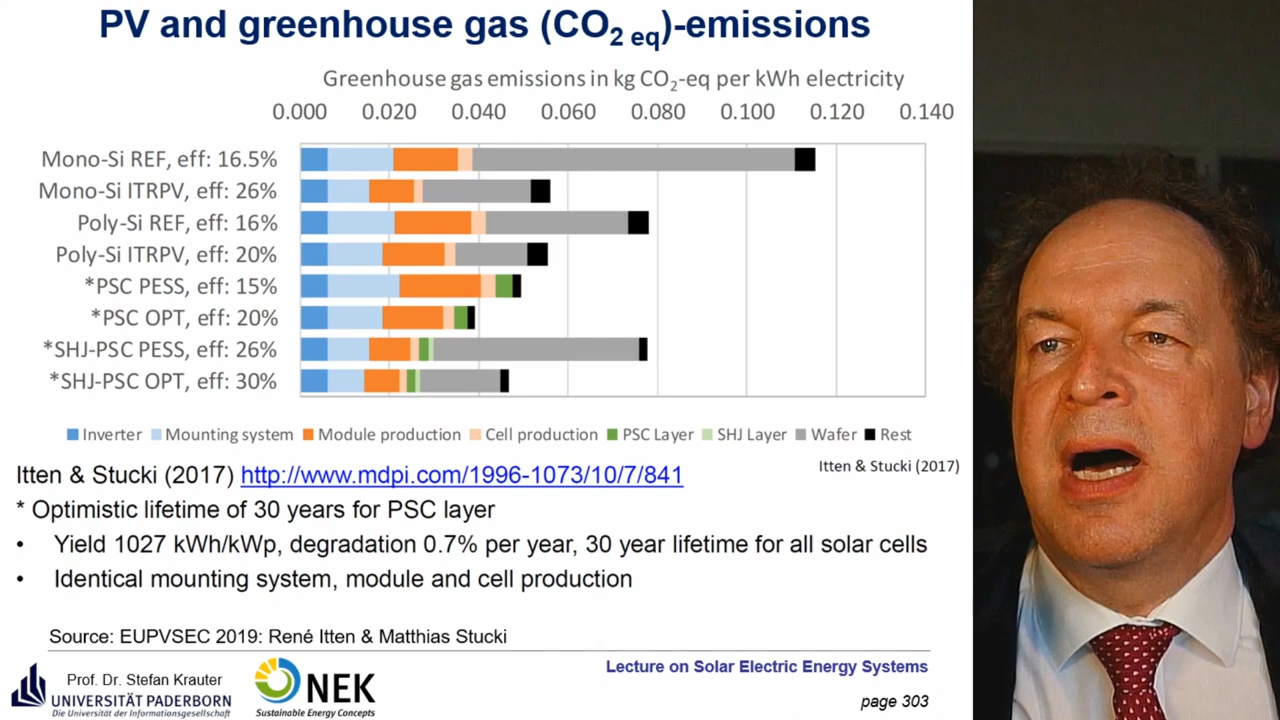 PV and greenhouse gas (CO2 eq)-emissions
Greenhouse gas emissions in kg CO2-eq per kWh electricity
0.000 0.020 0.040 0.060 0.080 0.100 0.120 0.140
Mono-Si REF, eff: 16.5%
Mono-Si ITRPV, eff: 26%
Poly-Si REF, eff: 16%
Poly-Si ITRPV, eff: 20%
*PSC PESS, eff: 15%
*PSC OPT, eff: 20%
*SHJ-PSC PESS, eff: 26%
*SHJ-PSC OPT, eff: 30%
Inverter Mounting system Module production Cell production PSC Layer SHJ Layer Wafer Rest
Itten & Stucki (2017)
Itten & Stucki (2017) http://www.mdpi.com/1996-1073/10/7/841
* Optimistic lifetime of 30 years for PSC layer
• Yield 1027 kWh/kWp, degradation 0.7% per year, 30 year lifetime for all solar cells
• Identical mounting system, module and cell production
Source: EUPVSEC 2019: René Itten & Matthias Stucki
Prof. Dr. Stefan Krauter
UNIVERSITÄT PADERBORN
Die Universität der Informationsgesellschaft
NEK
Sustainable Energy Concepts
Lecture on Solar Electric Energy Systems
page 303